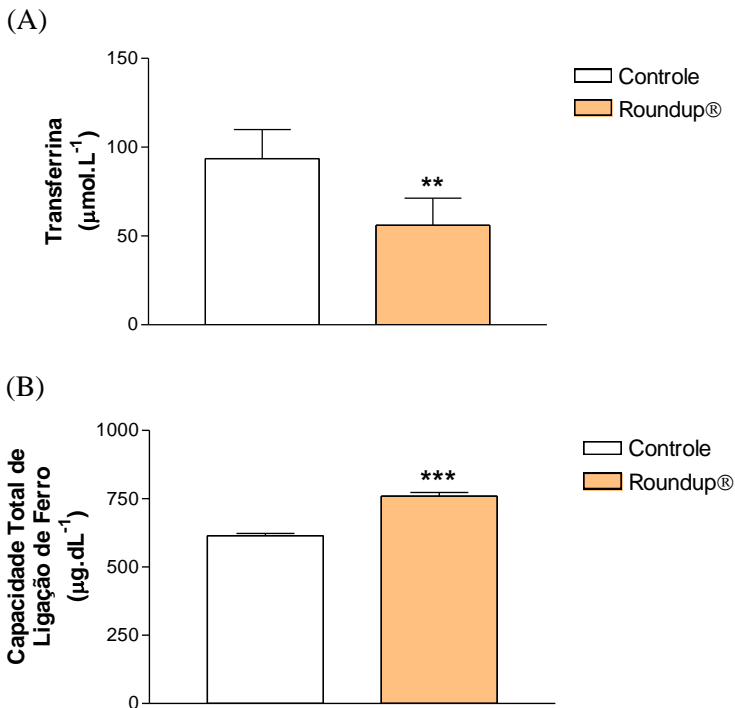 (A)
150
100
50
0
Transferrina
(μmol.L⁻¹)
**
Controle
Roundup®
(B)
1000
750
500
250
0
Capacidade Total de
Ligação de Ferro
(μg.dL⁻¹)
***
Controle
Roundup®